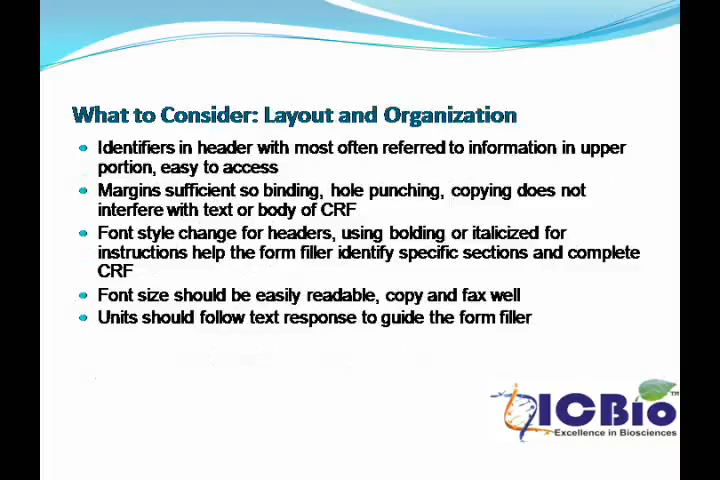 What to Consider: Layout and Organization
Identifiers in header with most often referred to information in upper
portion, easy to access
Margins sufficient so binding, hole punching, copying does not
interfere with text or body of CRF
Font style change for headers, using bolding or italicized for
instructions help the form filler identify specific sections and complete
CRF
Font size should be easily readable, copy and fax well
Units should follow text response to guide the form filler
ICBio TM
Excellence in Biosciences